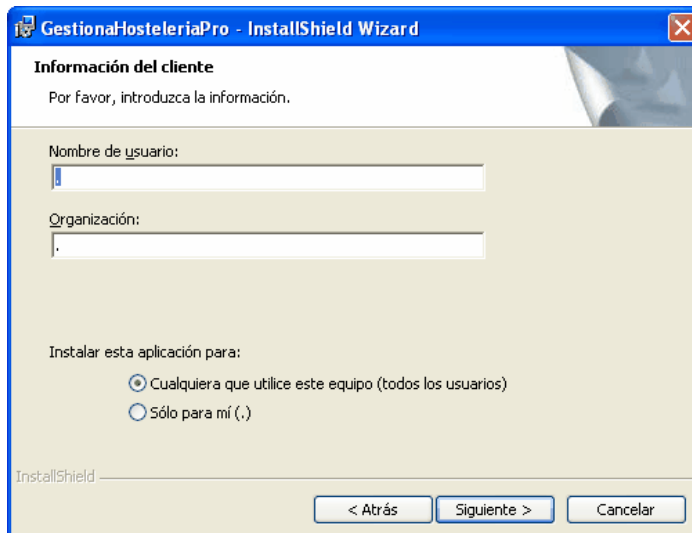 GestionaHosteleriaPro - InstallShield Wizard
Información del cliente
Por favor, introduzca la información.
Nombre de usuario:
.
Organización:
.
Instalar esta aplicación para:
Cualquiera que utilice este equipo (todos los usuarios)
Sólo para mí (.)
InstallShield
< Atrás Siguiente > Cancelar